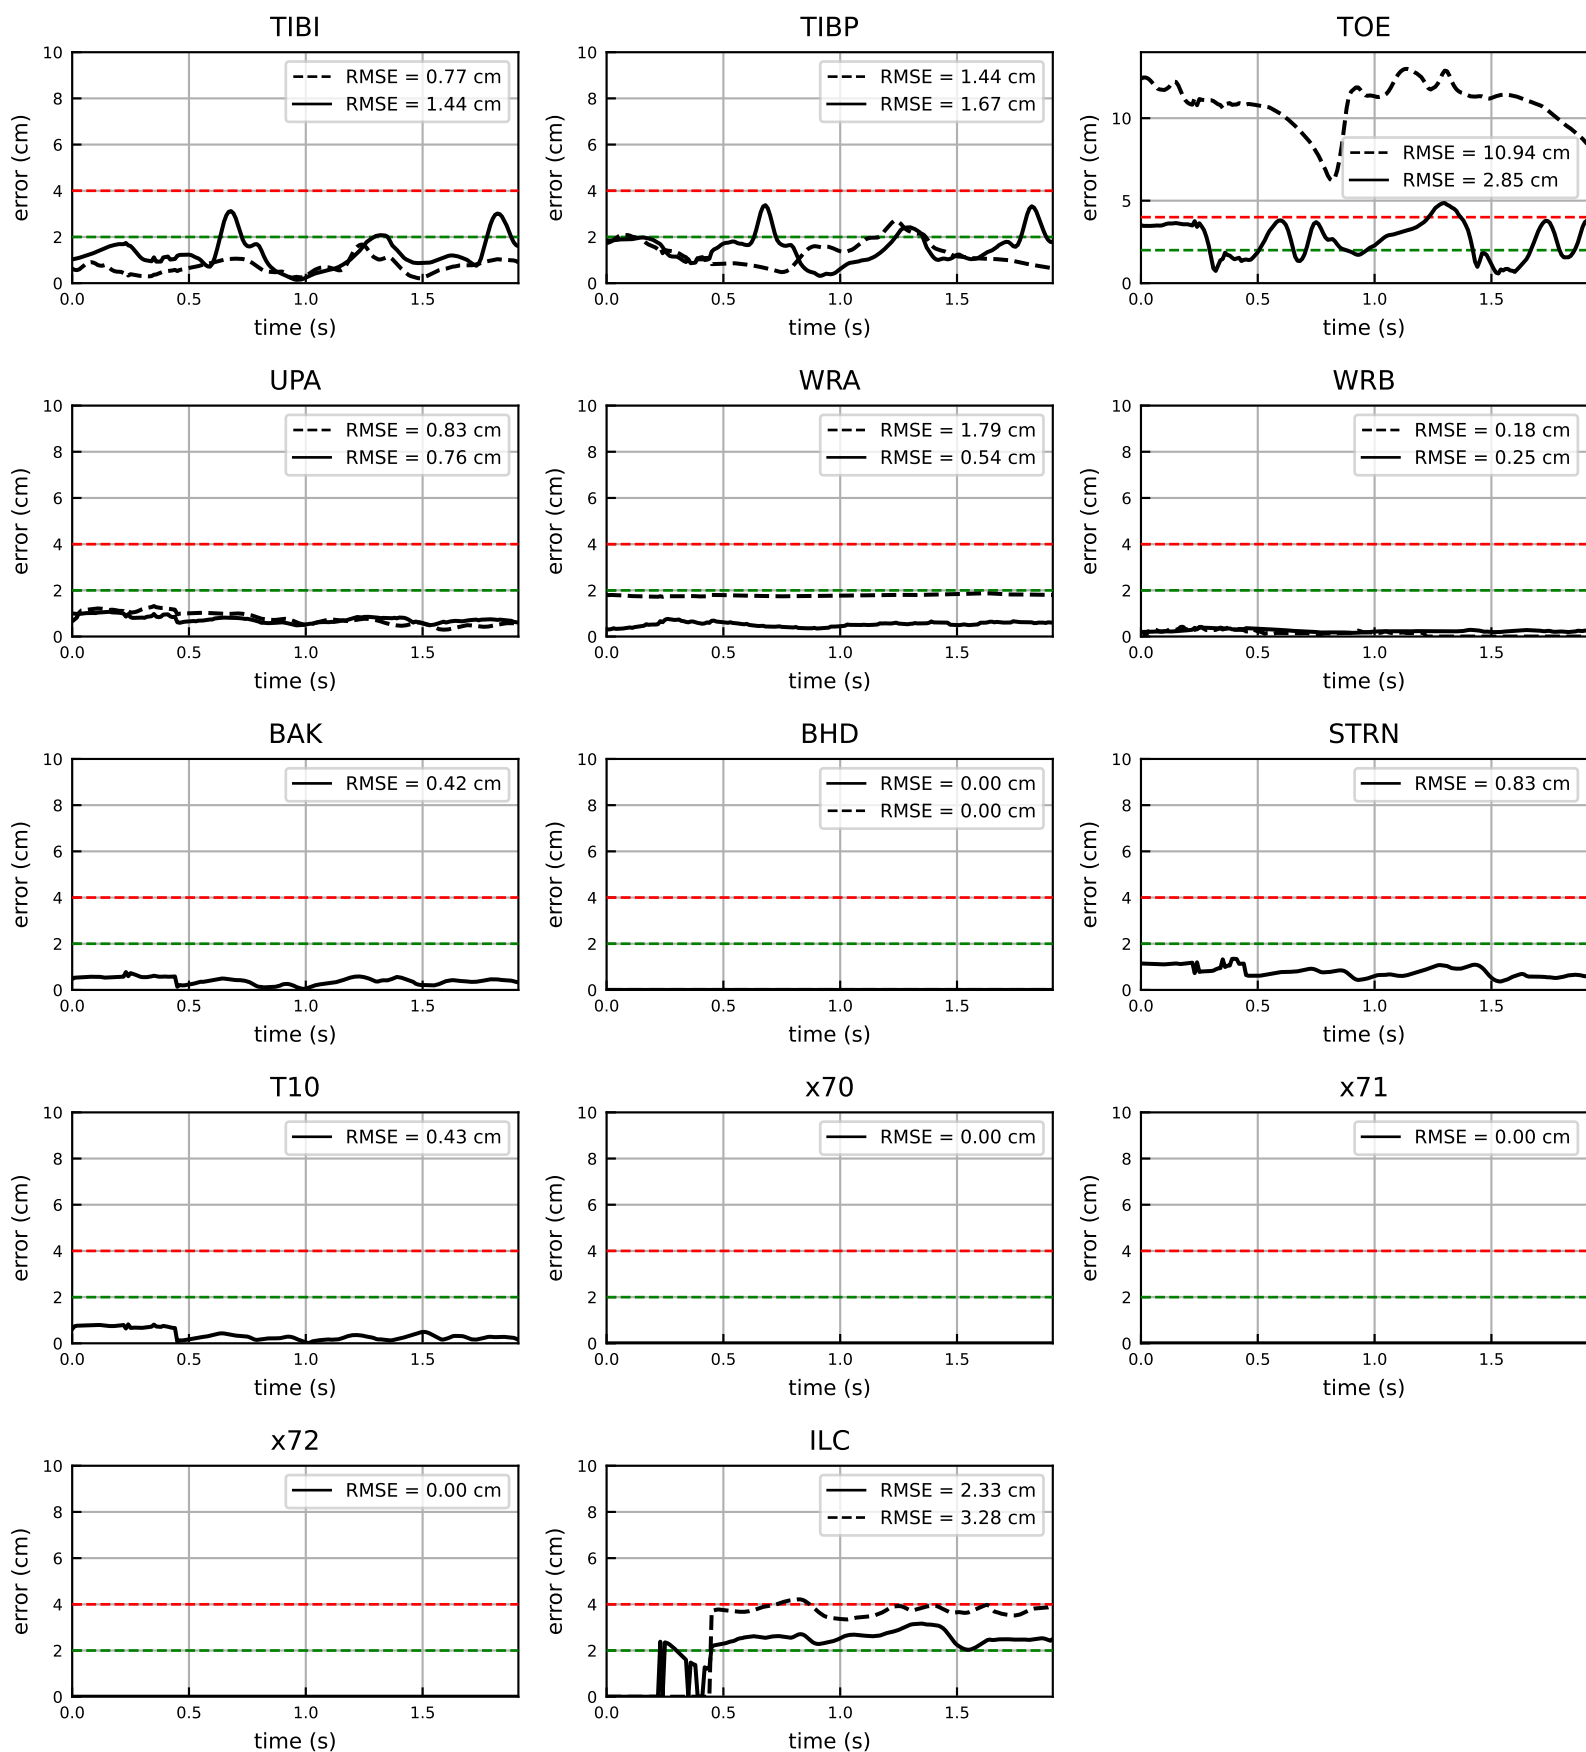 TIBI
10
8
6
4
2
0
error (cm)
RMSE = 0.77 cm
RMSE = 1.44 cm
0.0 0.5 1.0 1.5
time (s)
TIBP
10
8
6
4
2
0
error (cm)
RMSE = 1.44 cm
RMSE = 1.67 cm
0.0 0.5 1.0 1.5
time (s)
TOE
10
5
0
error (cm)
RMSE = 10.94 cm
RMSE = 2.85 cm
0.0 0.5 1.0 1.5
time (s)
UPA
10
8
6
4
2
0
error (cm)
RMSE = 0.83 cm
RMSE = 0.76 cm
0.0 0.5 1.0 1.5
time (s)
WRA
10
8
6
4
2
0
error (cm)
RMSE = 1.79 cm
RMSE = 0.54 cm
0.0 0.5 1.0 1.5
time (s)
WRB
10
8
6
4
2
0
error (cm)
RMSE = 0.18 cm
RMSE = 0.25 cm
0.0 0.5 1.0 1.5
time (s)
BAK
10
8
6
4
2
0
error (cm)
RMSE = 0.42 cm
0.0 0.5 1.0 1.5
time (s)
BHD
10
8
6
4
2
0
error (cm)
RMSE = 0.00 cm
RMSE = 0.00 cm
0.0 0.5 1.0 1.5
time (s)
STRN
10
8
6
4
2
0
error (cm)
RMSE = 0.83 cm
0.0 0.5 1.0 1.5
time (s)
T10
10
8
6
4
2
0
error (cm)
RMSE = 0.43 cm
0.0 0.5 1.0 1.5
time (s)
x70
10
8
6
4
2
0
error (cm)
RMSE = 0.00 cm
0.0 0.5 1.0 1.5
time (s)
x71
10
8
6
4
2
0
error (cm)
RMSE = 0.00 cm
0.0 0.5 1.0 1.5
time (s)
x72
10
8
6
4
2
0
error (cm)
RMSE = 0.00 cm
0.0 0.5 1.0 1.5
time (s)
ILC
10
8
6
4
2
0
error (cm)
RMSE = 2.33 cm
RMSE = 3.28 cm
0.0 0.5 1.0 1.5
time (s)